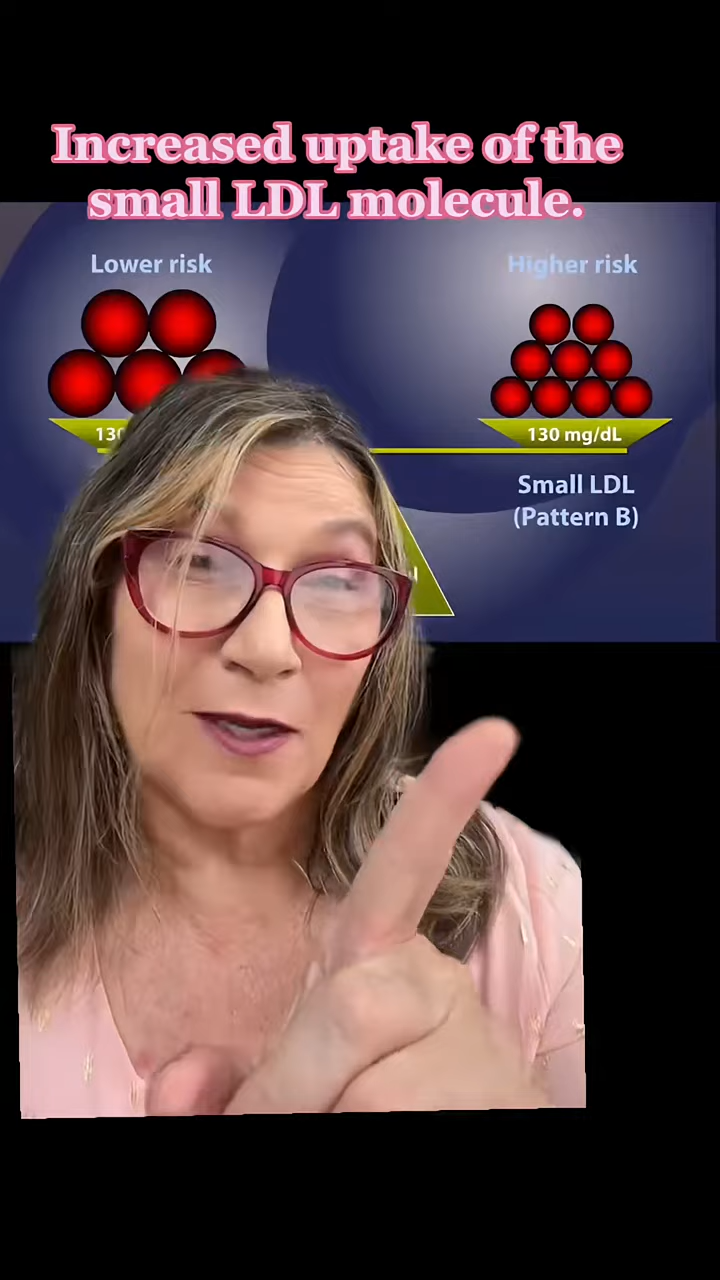 Increased uptake of the
small LDL molecule.
Lower risk
Higher risk
130 mg/dL
Small LDL
(Pattern B)